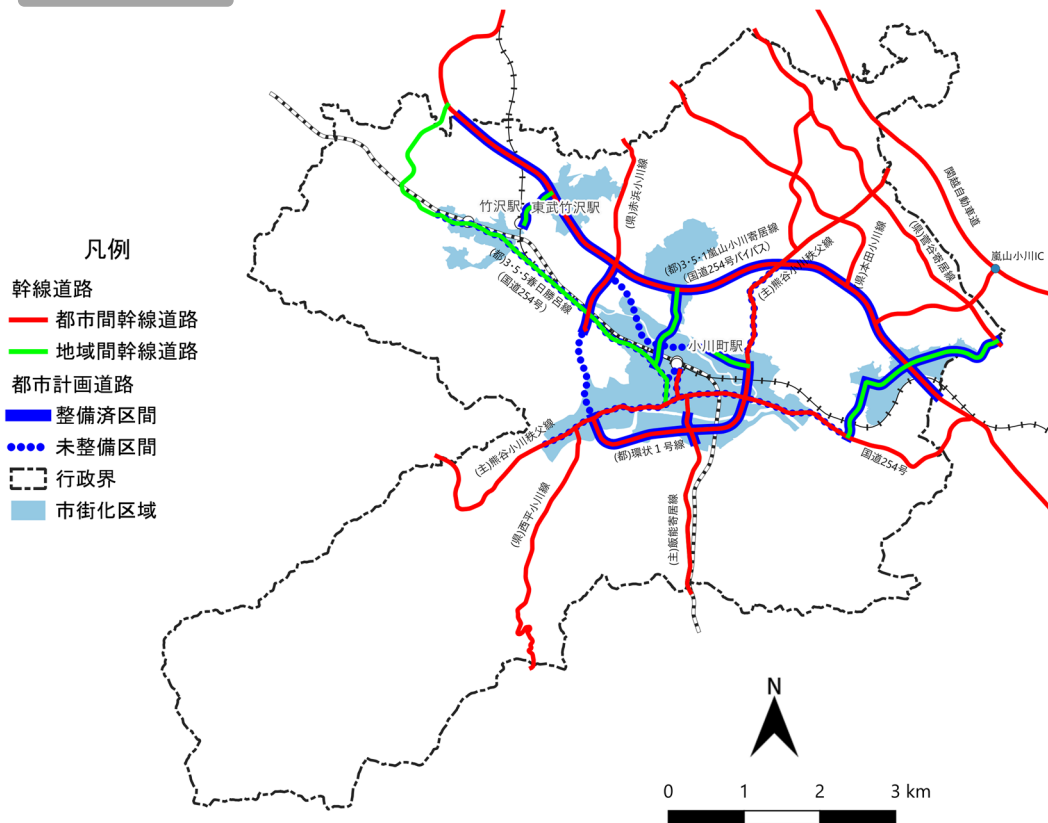 凡例
幹線道路
都市間幹線道路
地域間幹線道路
都市計画道路
整備済区間
未整備区間
行政界
市街化区域
竹沢駅
東武竹沢駅
(県)赤浜小川線
関越自動車道
(都)3・5・1嵐山小川寄居線
(国道254号バイパス)
(県)菅谷寄居線
嵐山小川IC
(県)本田小川線
(主)熊谷小川秩父線
(都)3・5・5春日勝呂線
(国道254号)
小川町駅
(主)熊谷小川秩父線
(都)環状1号線
国道254号
(県)西平小川線
(主)飯能寄居線
N
0 1 2 3 km